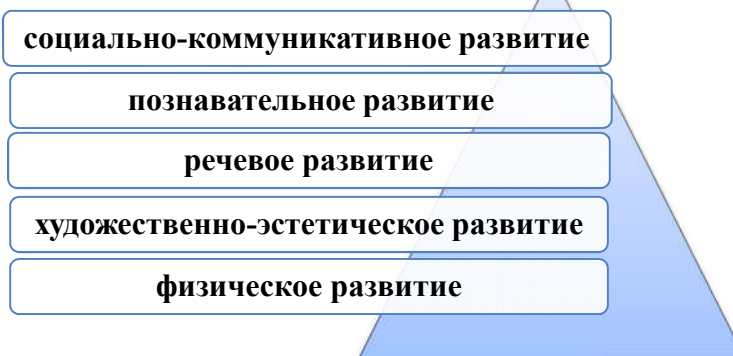 социально-коммуникативное развитие
познавательное развитие
речевое развитие
художественно-эстетическое развитие
физическое развитие